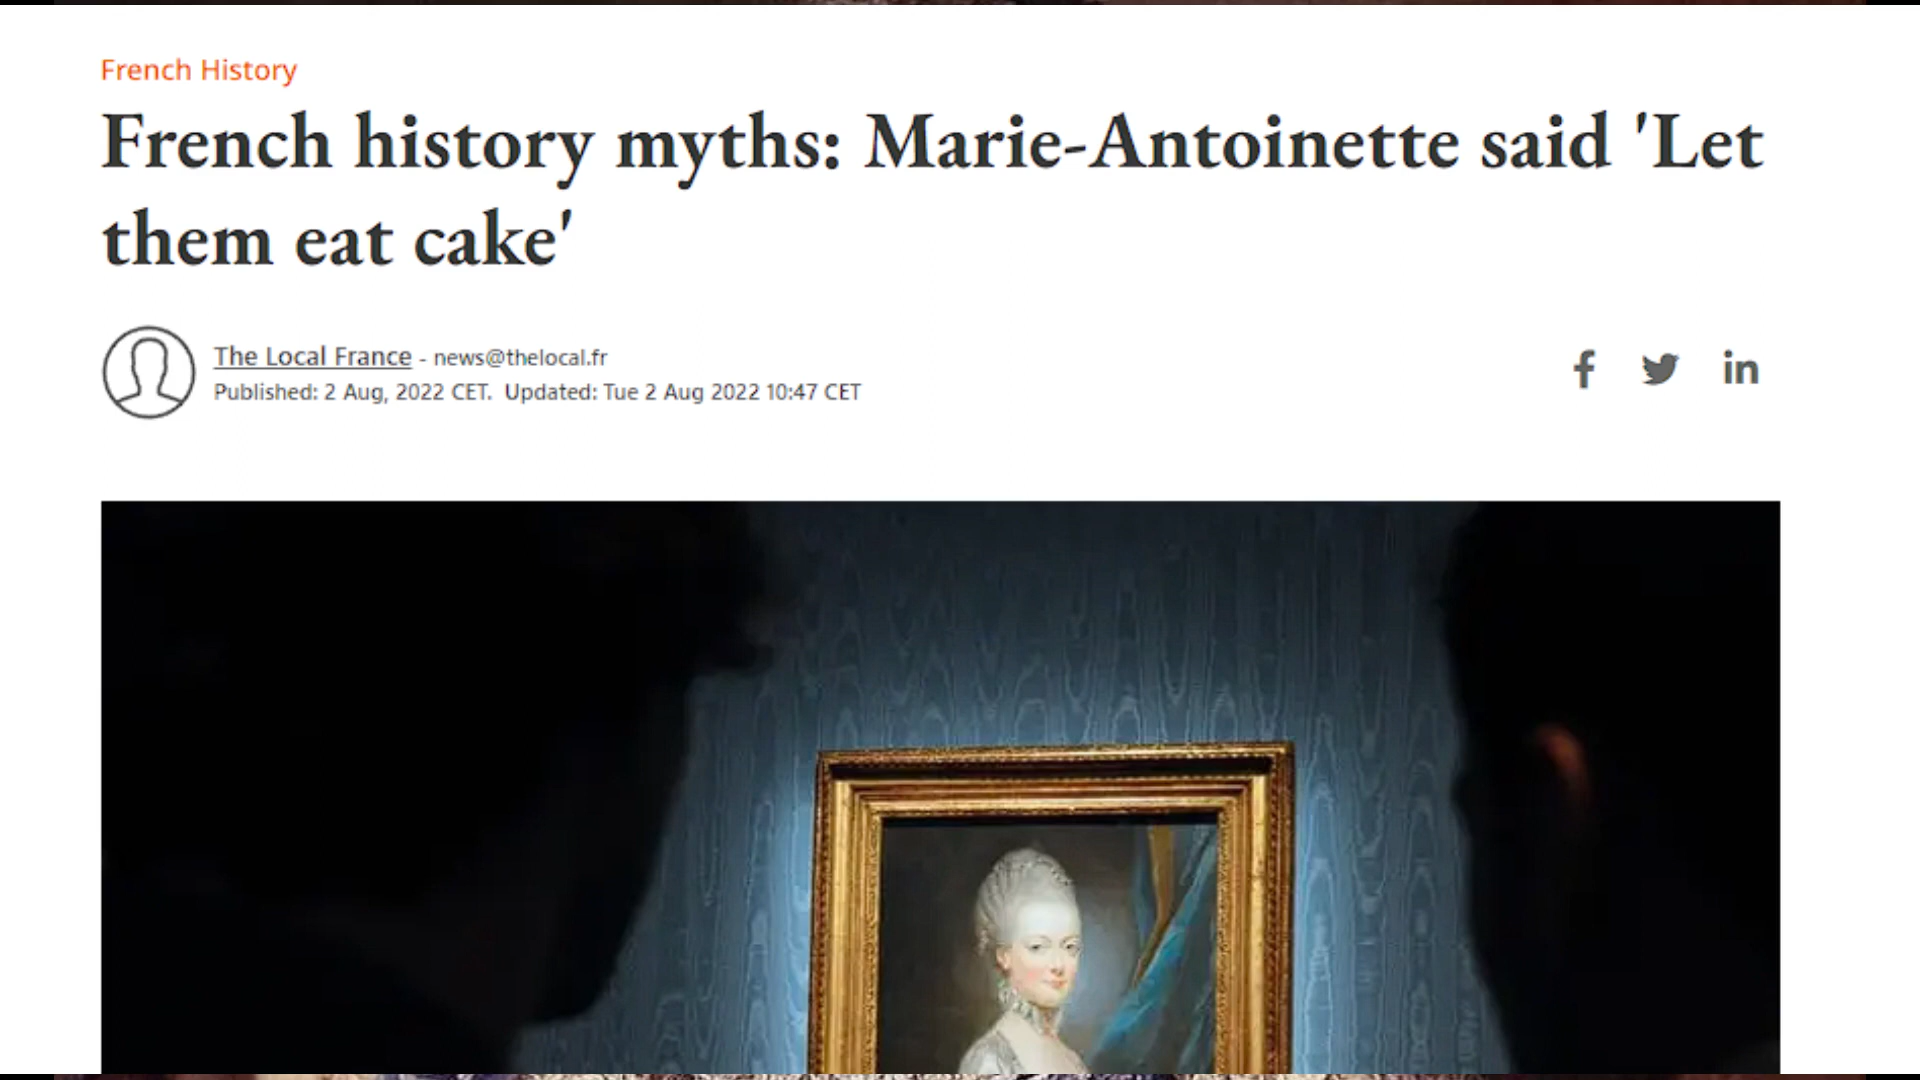 French History
French history myths: Marie-Antoinette said 'Let
them eat cake'
The Local France - news@thelocal.fr
Published: 2 Aug, 2022 CET. Updated: Tue 2 Aug 2022 10:47 CET